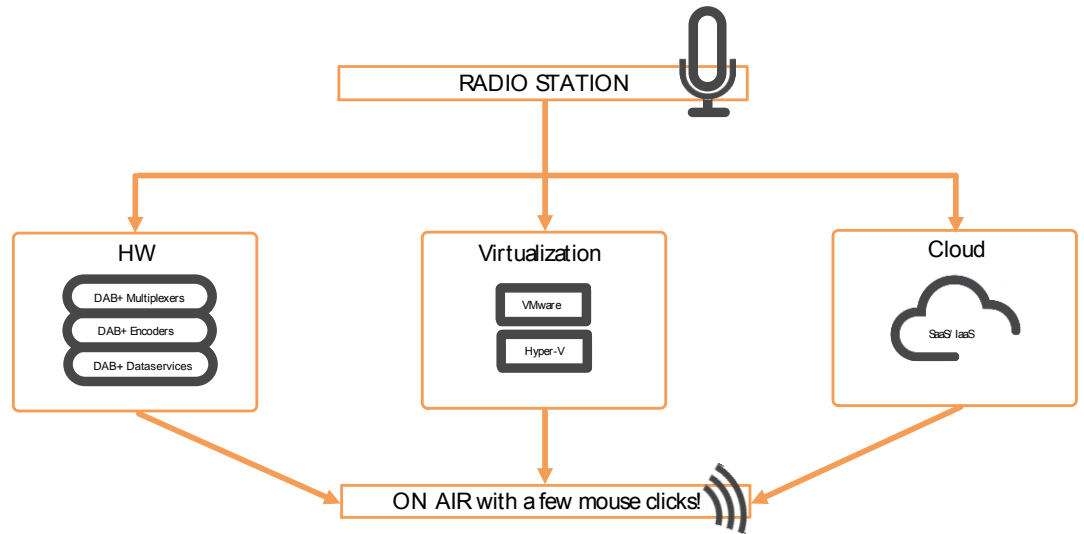 RADIO STATION
HW
DAB+ Multiplexers
DAB+ Encoders
DAB+ Dataservices
Virtualization
VMware
Hyper-V
Cloud
SaaS/ IaaS
ON AIR with a few mouse clicks!